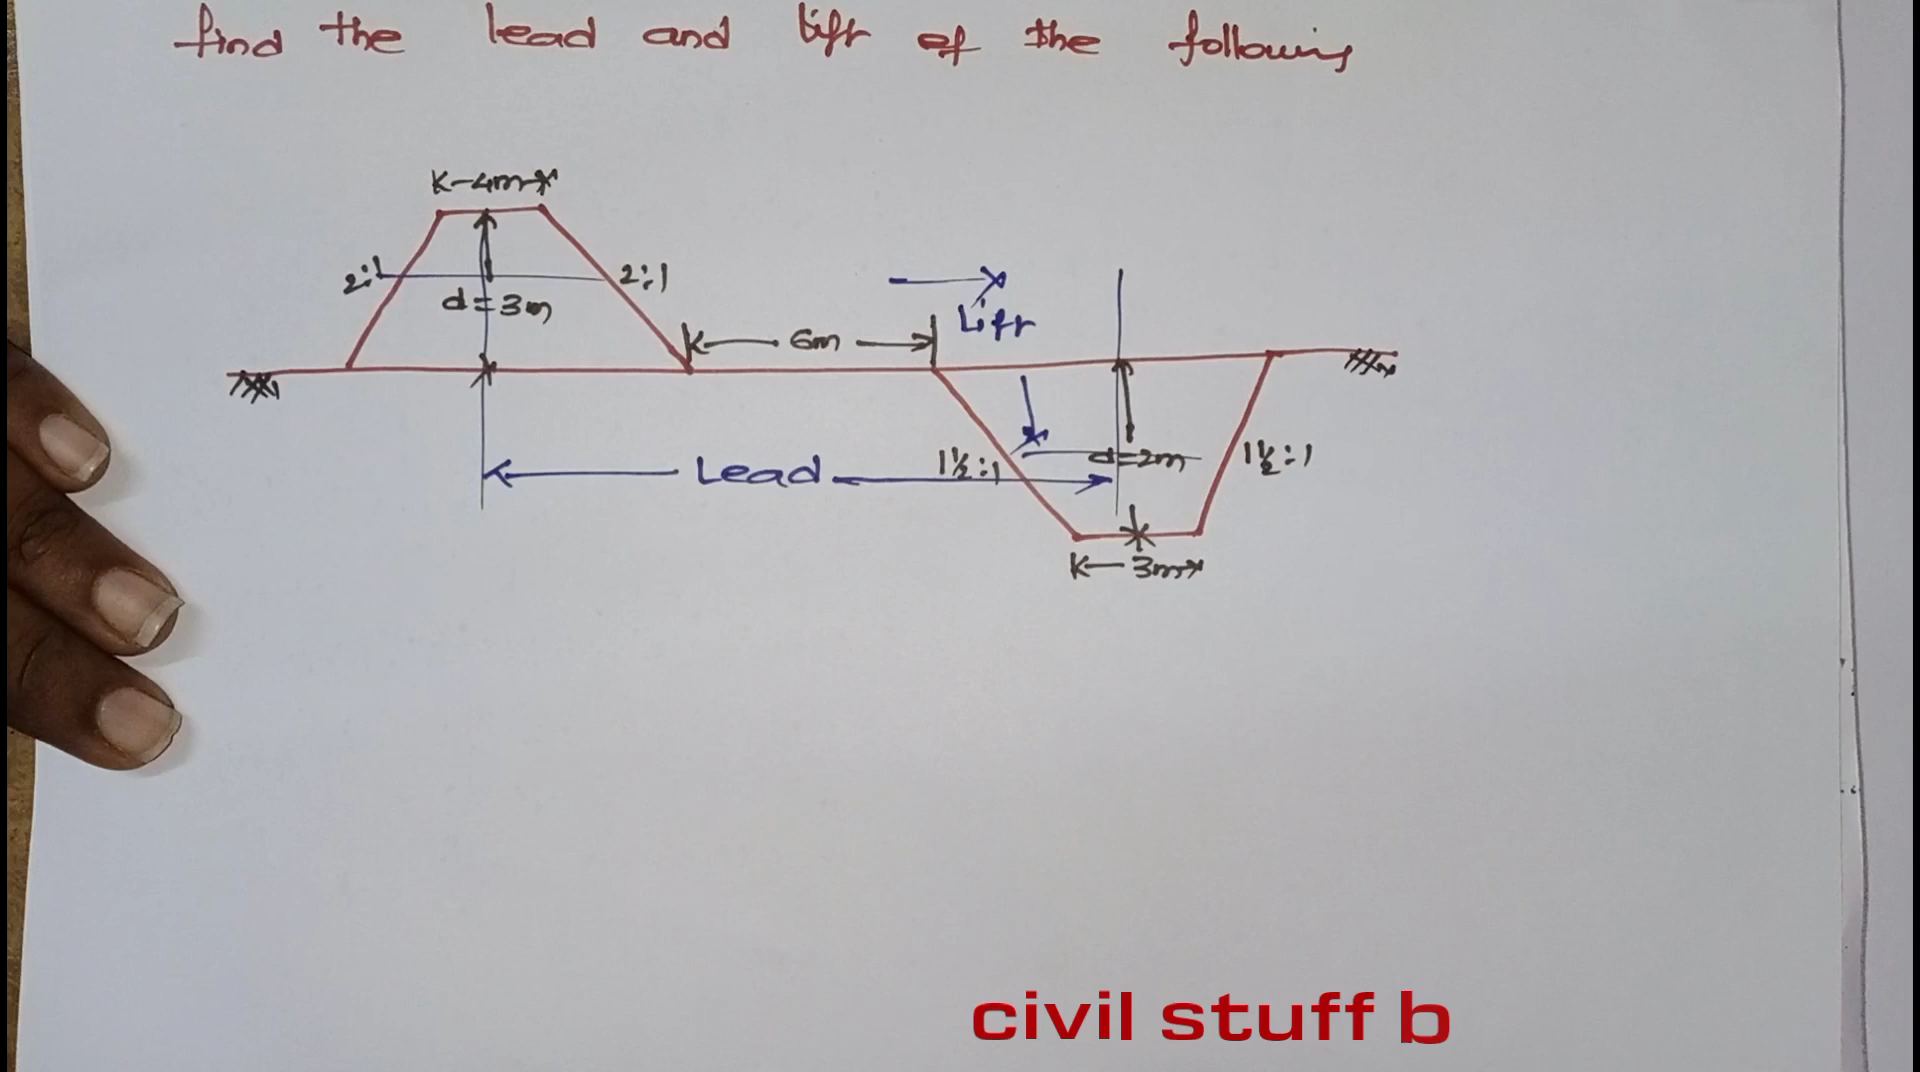 find the lead and lift of the following
K-4m-*
2:1
2:1
d=3m
6m
Lift
Lead
1½:1
d=2m
1½:1
K-3m*
civil stuff b